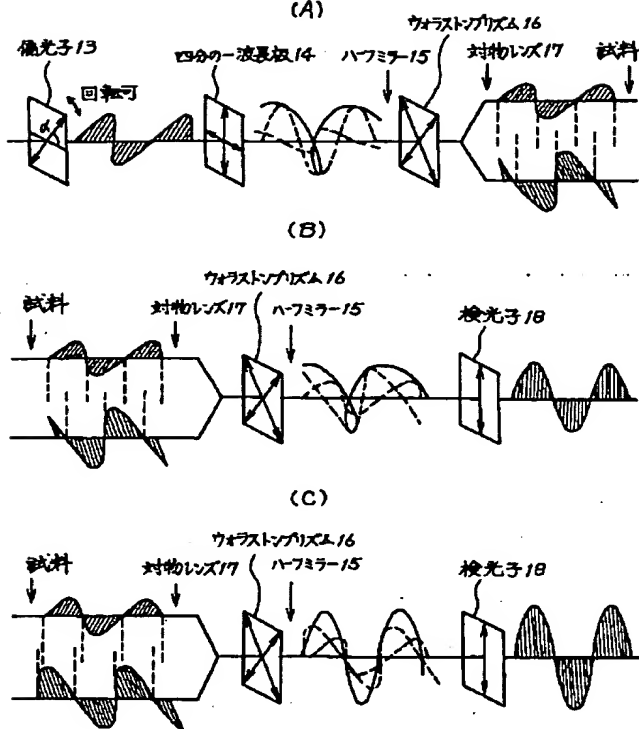 (A)
ウォラストンプリズム16
偏光子13
四分の一波長板14
ハーフミラー15
対物レンズ17
試料
回転可
α
(B)
ウォラストンプリズム16
試料
対物レンズ17
ハーフミラー15
検光子18
(C)
ウォラストンプリズム16
試料
対物レンズ17
ハーフミラー15
検光子18